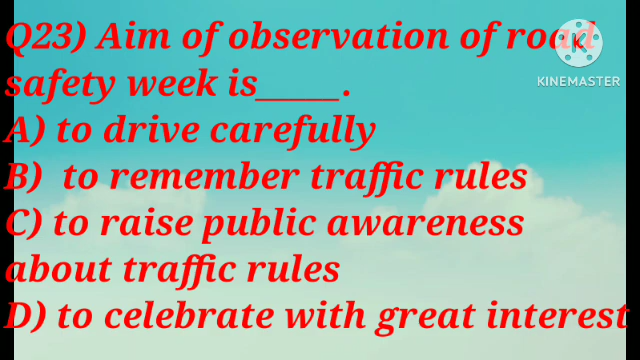 Q23) Aim of observation of road
K
safety week is_____.
KINEMASTER
A) to drive carefully
B) to remember traffic rules
C) to raise public awareness
about traffic rules
D) to celebrate with great interest